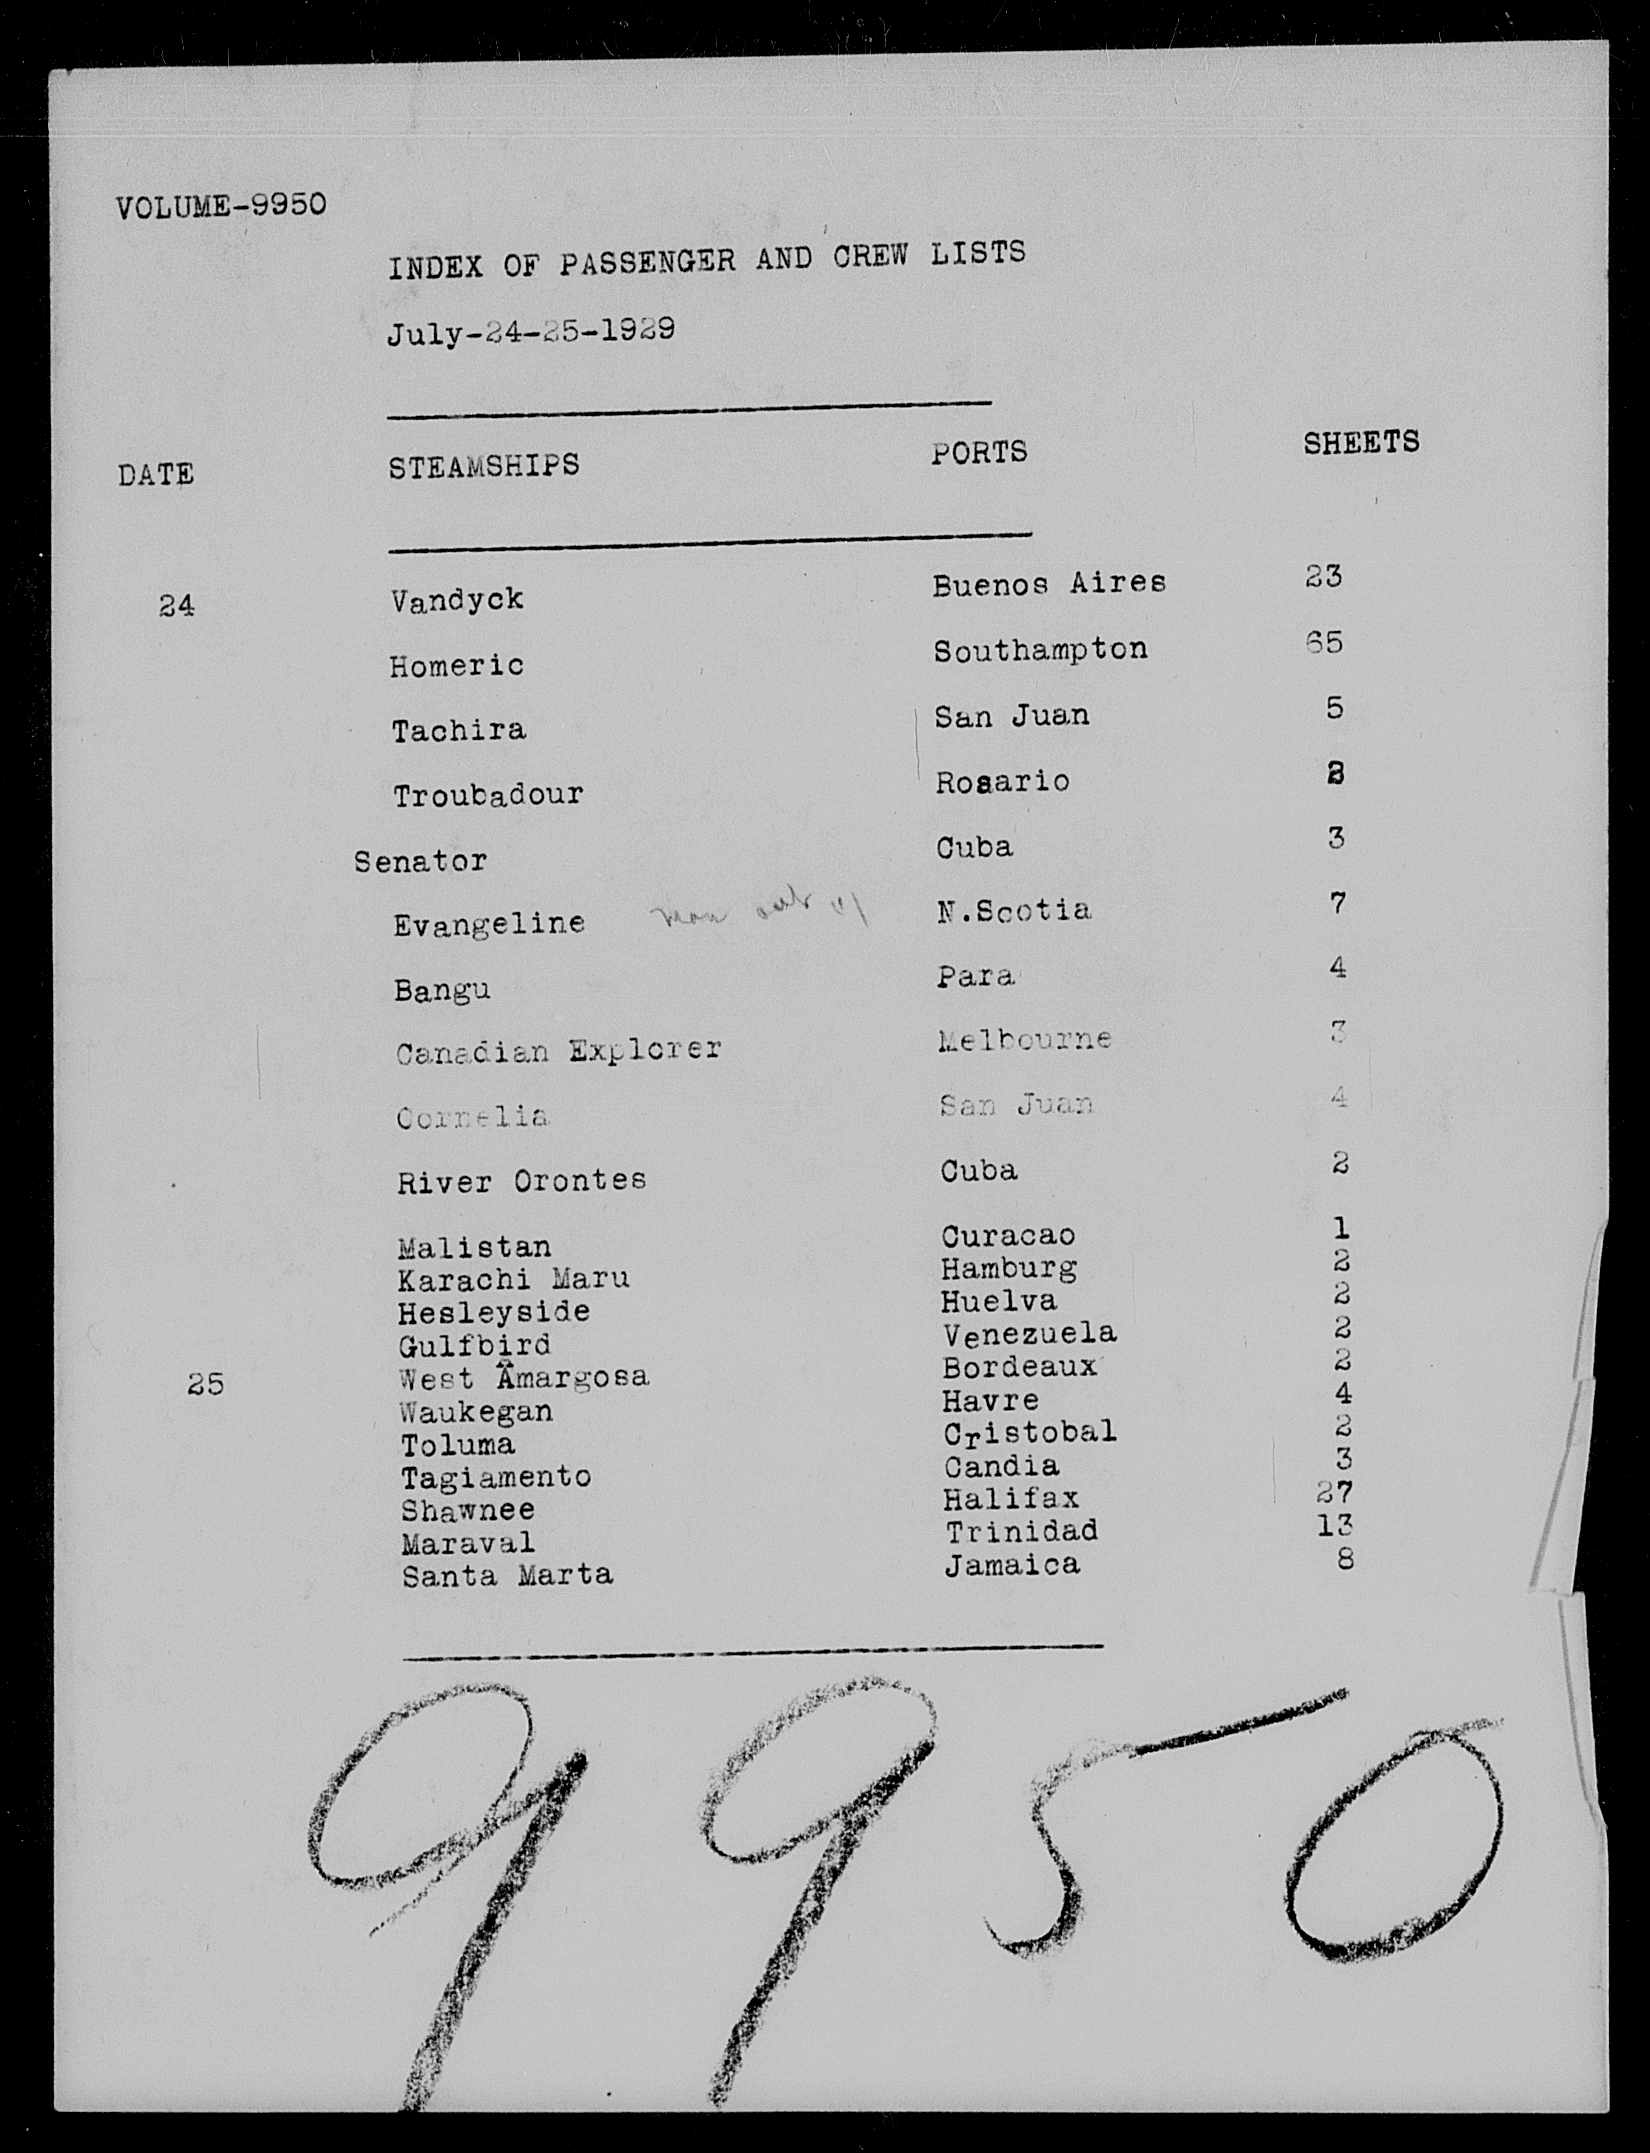 VOLUME-9950
INDEX OF PASSENGER AND CREW LISTS
July-24-25-1929
DATE STEAMSHIPS PORTS SHEETS
24 Vandyck Buenos Aires 23
Homeric Southampton 65
Tachira San Juan 5
Troubadour Rosario
Senator Cuba 3
Evangeline N.Scotia 7
Bangu Para 4
Canadian Explorer Melbourne 3
Cornelia San Juan 4
River Orontes Cuba 2
Malistan Curacao 1
Karachi Maru Hamburg 2
Hesleyside Huelva 2
Gulfbird Venezuela 2
25 West Amargosa Bordeaux 2
Waukegan Havre 4
Toluma Cristobal 2
Tagiamento Candia 3
Shawnee Halifax 27
Maraval Trinidad 13
Santa Marta Jamaica 8
9950